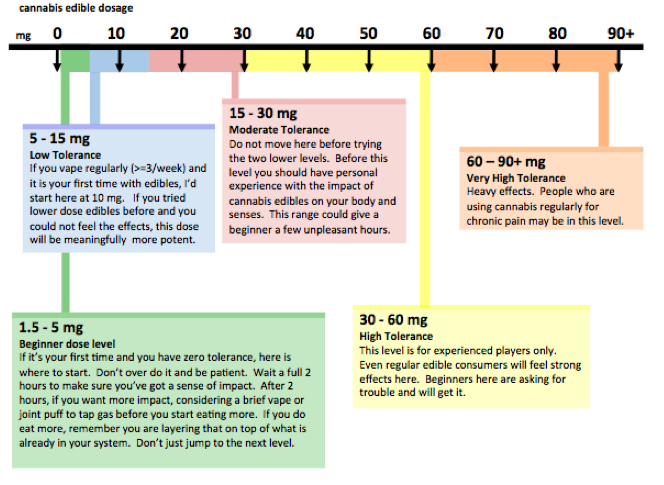 cannabis edible dosage
mg 0 10 20 30 40 50 60 70 80 90+
5 - 15 mg
Low Tolerance
If you vape regularly (>=3/week) and
it is your first time with edibles, I'd
start here at 10 mg. If you tried
lower dose edibles before and you
could not feel the effects, this dose
will be meaningfully more potent.
15 - 30 mg
Moderate Tolerance
Do not move here before trying
the two lower levels. Before this
level you should have personal
experience with the impact of
cannabis edibles on your body and
senses. This range could give a
beginner a few unpleasant hours.
60 – 90+ mg
Very High Tolerance
Heavy effects. People who are
using cannabis regularly for
chronic pain may be in this level.
1.5 - 5 mg
Beginner dose level
If it's your first time and you have zero tolerance, here is
where to start. Don't over do it and be patient. Wait a full 2
hours to make sure you've got a sense of impact. After 2
hours, if you want more impact, considering a brief vape or
joint puff to tap gas before you start eating more. If you do
eat more, remember you are layering that on top of what is
already in your system. Don't just jump to the next level.
30 - 60 mg
High Tolerance
This level is for experienced players only.
Even regular edible consumers will feel strong
effects here. Beginners here are asking for
trouble and will get it.